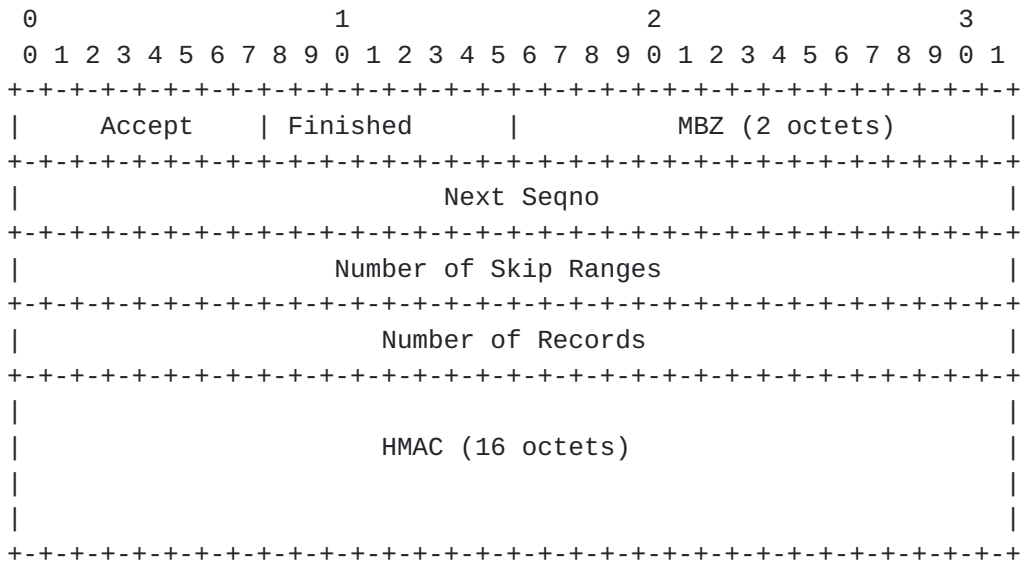 0                   1                   2                   3
 0 1 2 3 4 5 6 7 8 9 0 1 2 3 4 5 6 7 8 9 0 1 2 3 4 5 6 7 8 9 0 1
+-+-+-+-+-+-+-+-+-+-+-+-+-+-+-+-+-+-+-+-+-+-+-+-+-+-+-+-+-+-+-+-+
|     Accept    | Finished      |          MBZ (2 octets)       |
+-+-+-+-+-+-+-+-+-+-+-+-+-+-+-+-+-+-+-+-+-+-+-+-+-+-+-+-+-+-+-+-+
|                           Next Seqno                          |
+-+-+-+-+-+-+-+-+-+-+-+-+-+-+-+-+-+-+-+-+-+-+-+-+-+-+-+-+-+-+-+-+
|                    Number of Skip Ranges                      |
+-+-+-+-+-+-+-+-+-+-+-+-+-+-+-+-+-+-+-+-+-+-+-+-+-+-+-+-+-+-+-+-+
|                       Number of Records                       |
+-+-+-+-+-+-+-+-+-+-+-+-+-+-+-+-+-+-+-+-+-+-+-+-+-+-+-+-+-+-+-+-+
|                                                               |
|                       HMAC (16 octets)                        |
|                                                               |
|                                                               |
+-+-+-+-+-+-+-+-+-+-+-+-+-+-+-+-+-+-+-+-+-+-+-+-+-+-+-+-+-+-+-+-+